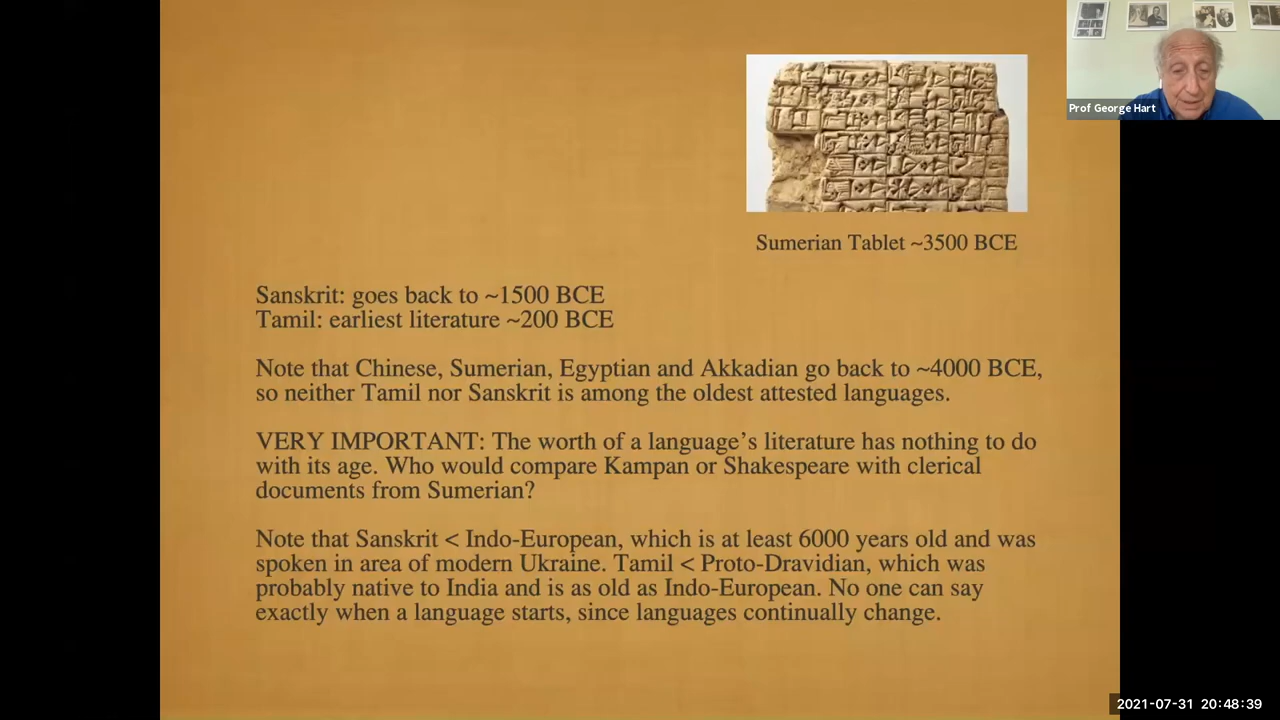 Prof George Hart
Sumerian Tablet ~3500 BCE
Sanskrit: goes back to ~1500 BCE
Tamil: earliest literature ~200 BCE
Note that Chinese, Sumerian, Egyptian and Akkadian go back to ~4000 BCE,
so neither Tamil nor Sanskrit is among the oldest attested languages.
VERY IMPORTANT: The worth of a language’s literature has nothing to do
with its age. Who would compare Kampan or Shakespeare with clerical
documents from Sumerian?
Note that Sanskrit < Indo-European, which is at least 6000 years old and was
spoken in area of modern Ukraine. Tamil < Proto-Dravidian, which was
probably native to India and is as old as Indo-European. No one can say
exactly when a language starts, since languages continually change.
2021-07-31 20:48:39